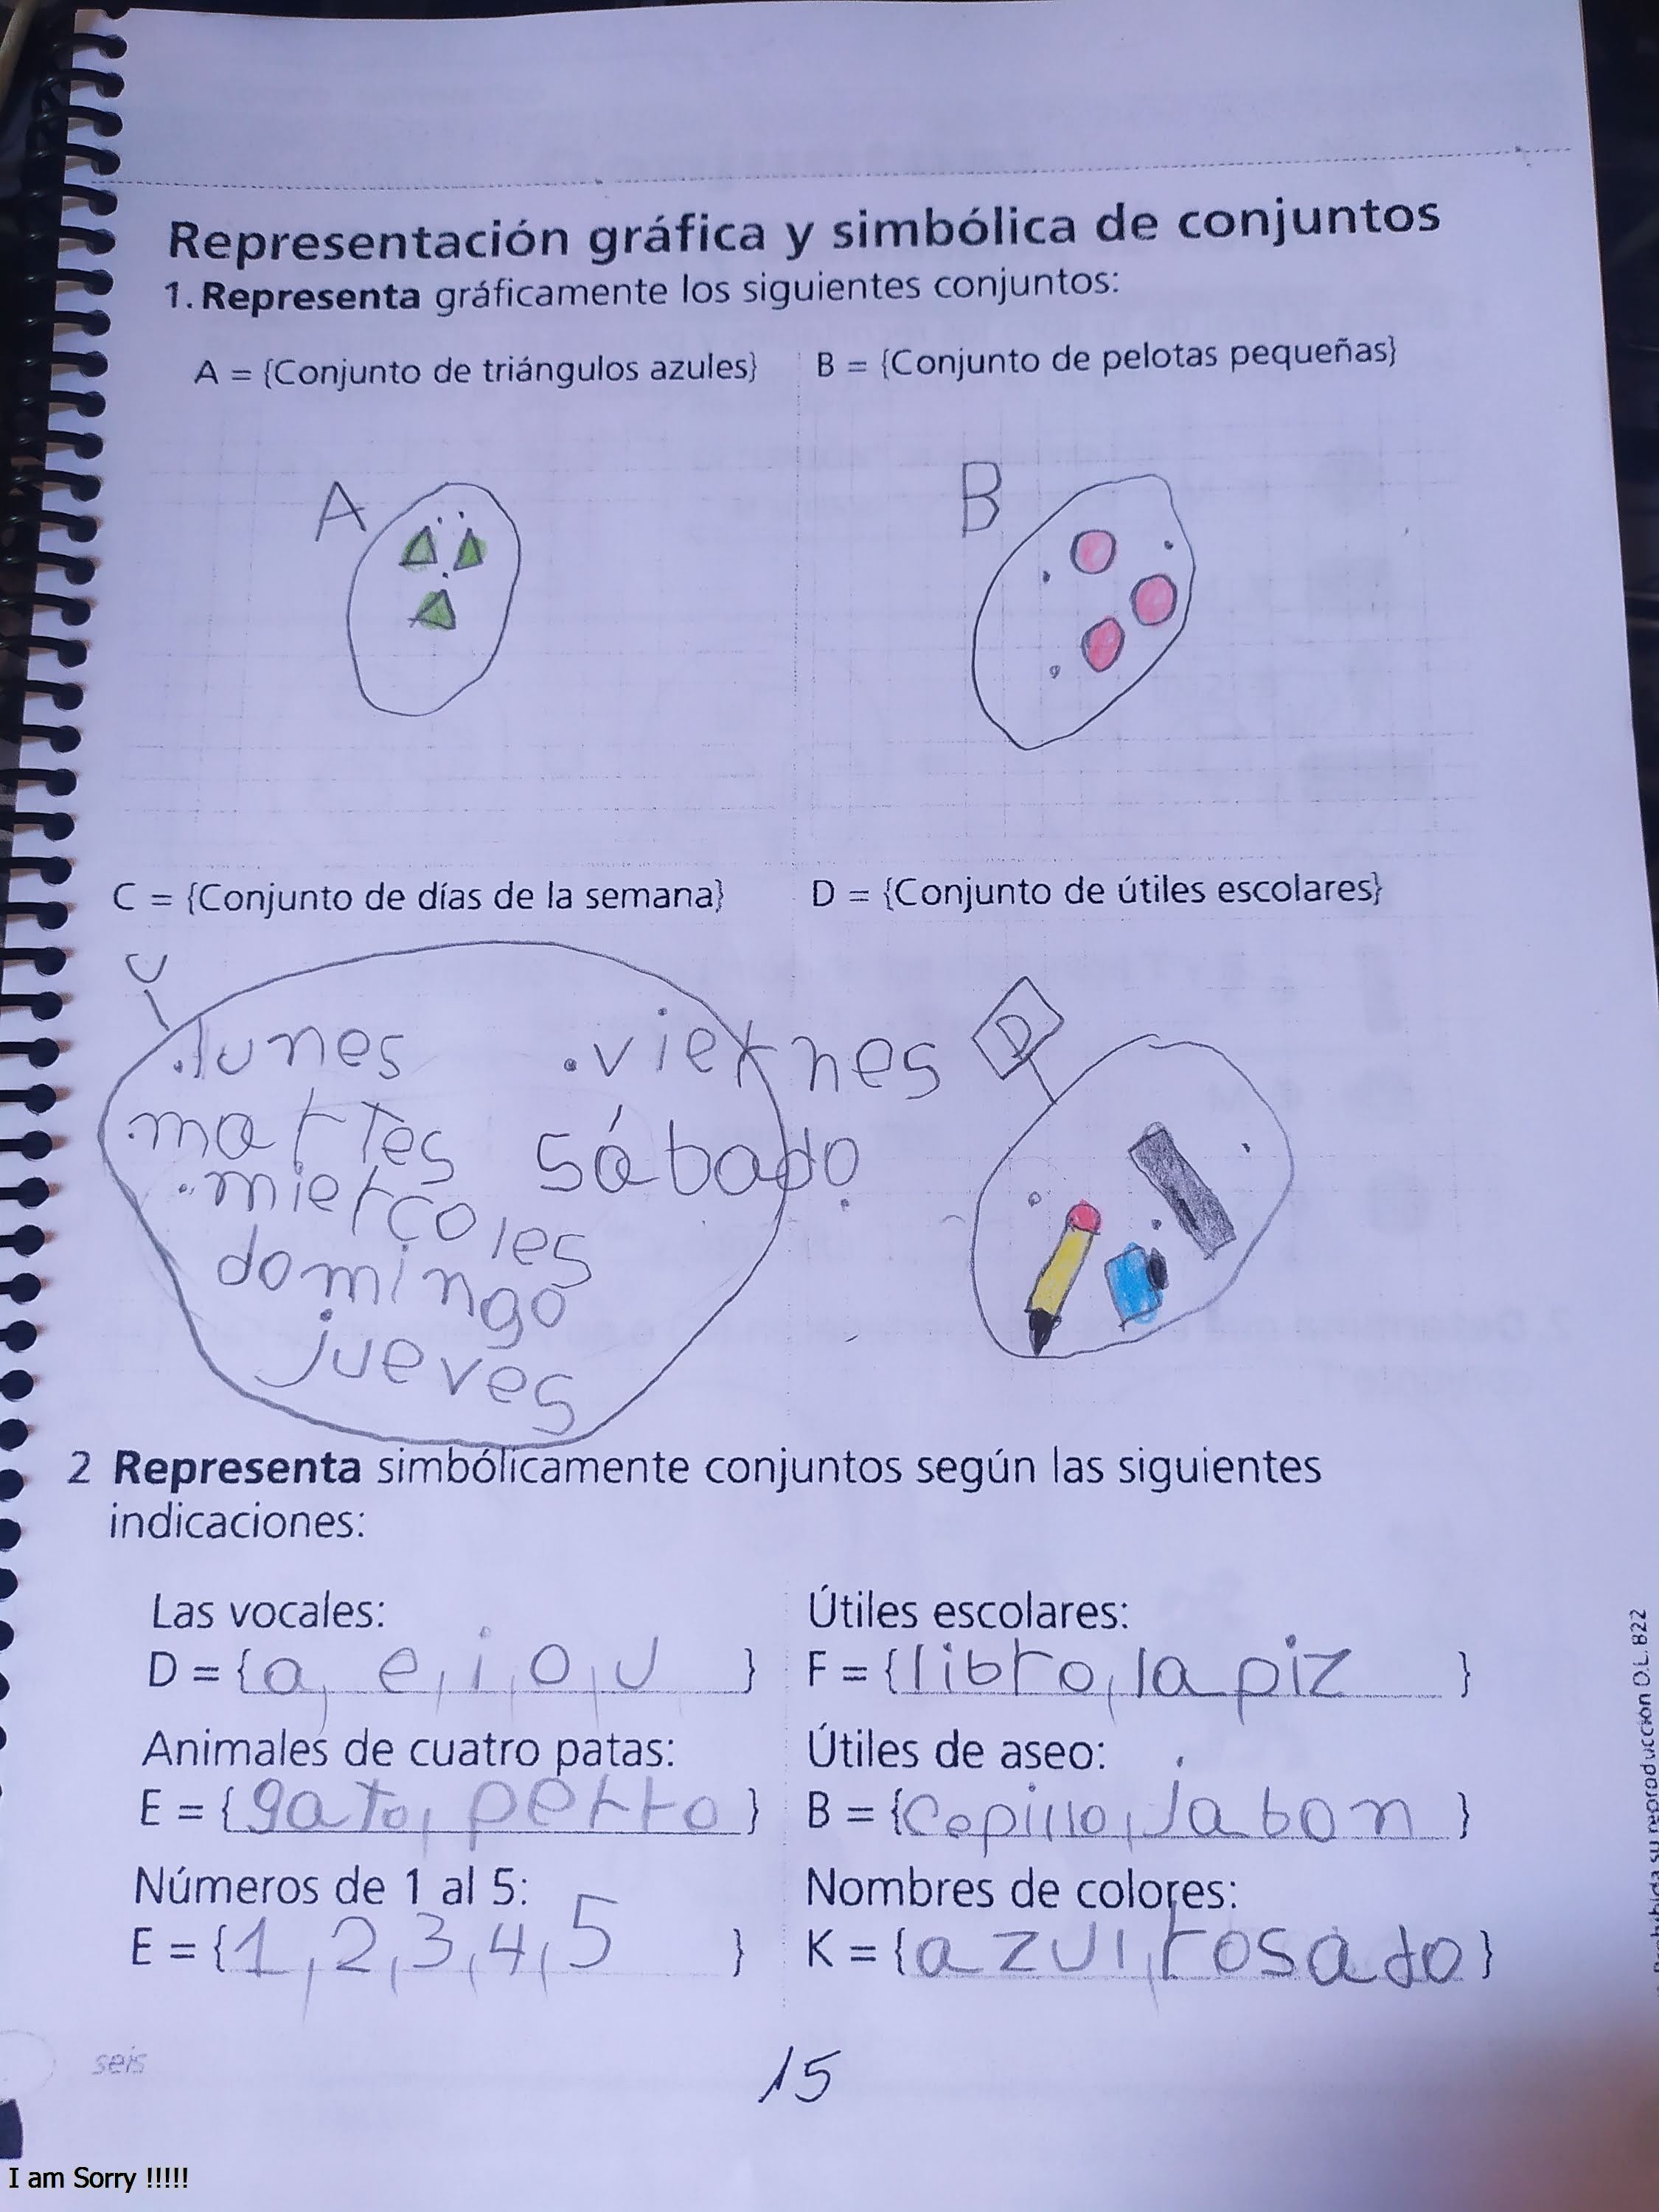 Representación gráfica y simbólica de conjuntos
1. Representa gráficamente los siguientes conjuntos:
A = {Conjunto de triángulos azules} B = {Conjunto de pelotas pequeñas}
A B
C = {Conjunto de días de la semana} D = {Conjunto de útiles escolares}
C D
.lunes .viernes
.martes sábado.
.miercoles
domingo
jueves
2 Representa simbólicamente conjuntos según las siguientes
indicaciones:
Las vocales: Útiles escolares:
D = {a, e, i, o, u} F = {libro, lapiz}
Animales de cuatro patas: Útiles de aseo:
E = {gato, perro} B = {Cepillo, jabon}
Números de 1 al 5: Nombres de colores:
E = {1, 2, 3, 4, 5} K = {azul, rosado}
seis
15
su reproducción D.L. 822
I am Sorry !!!!!